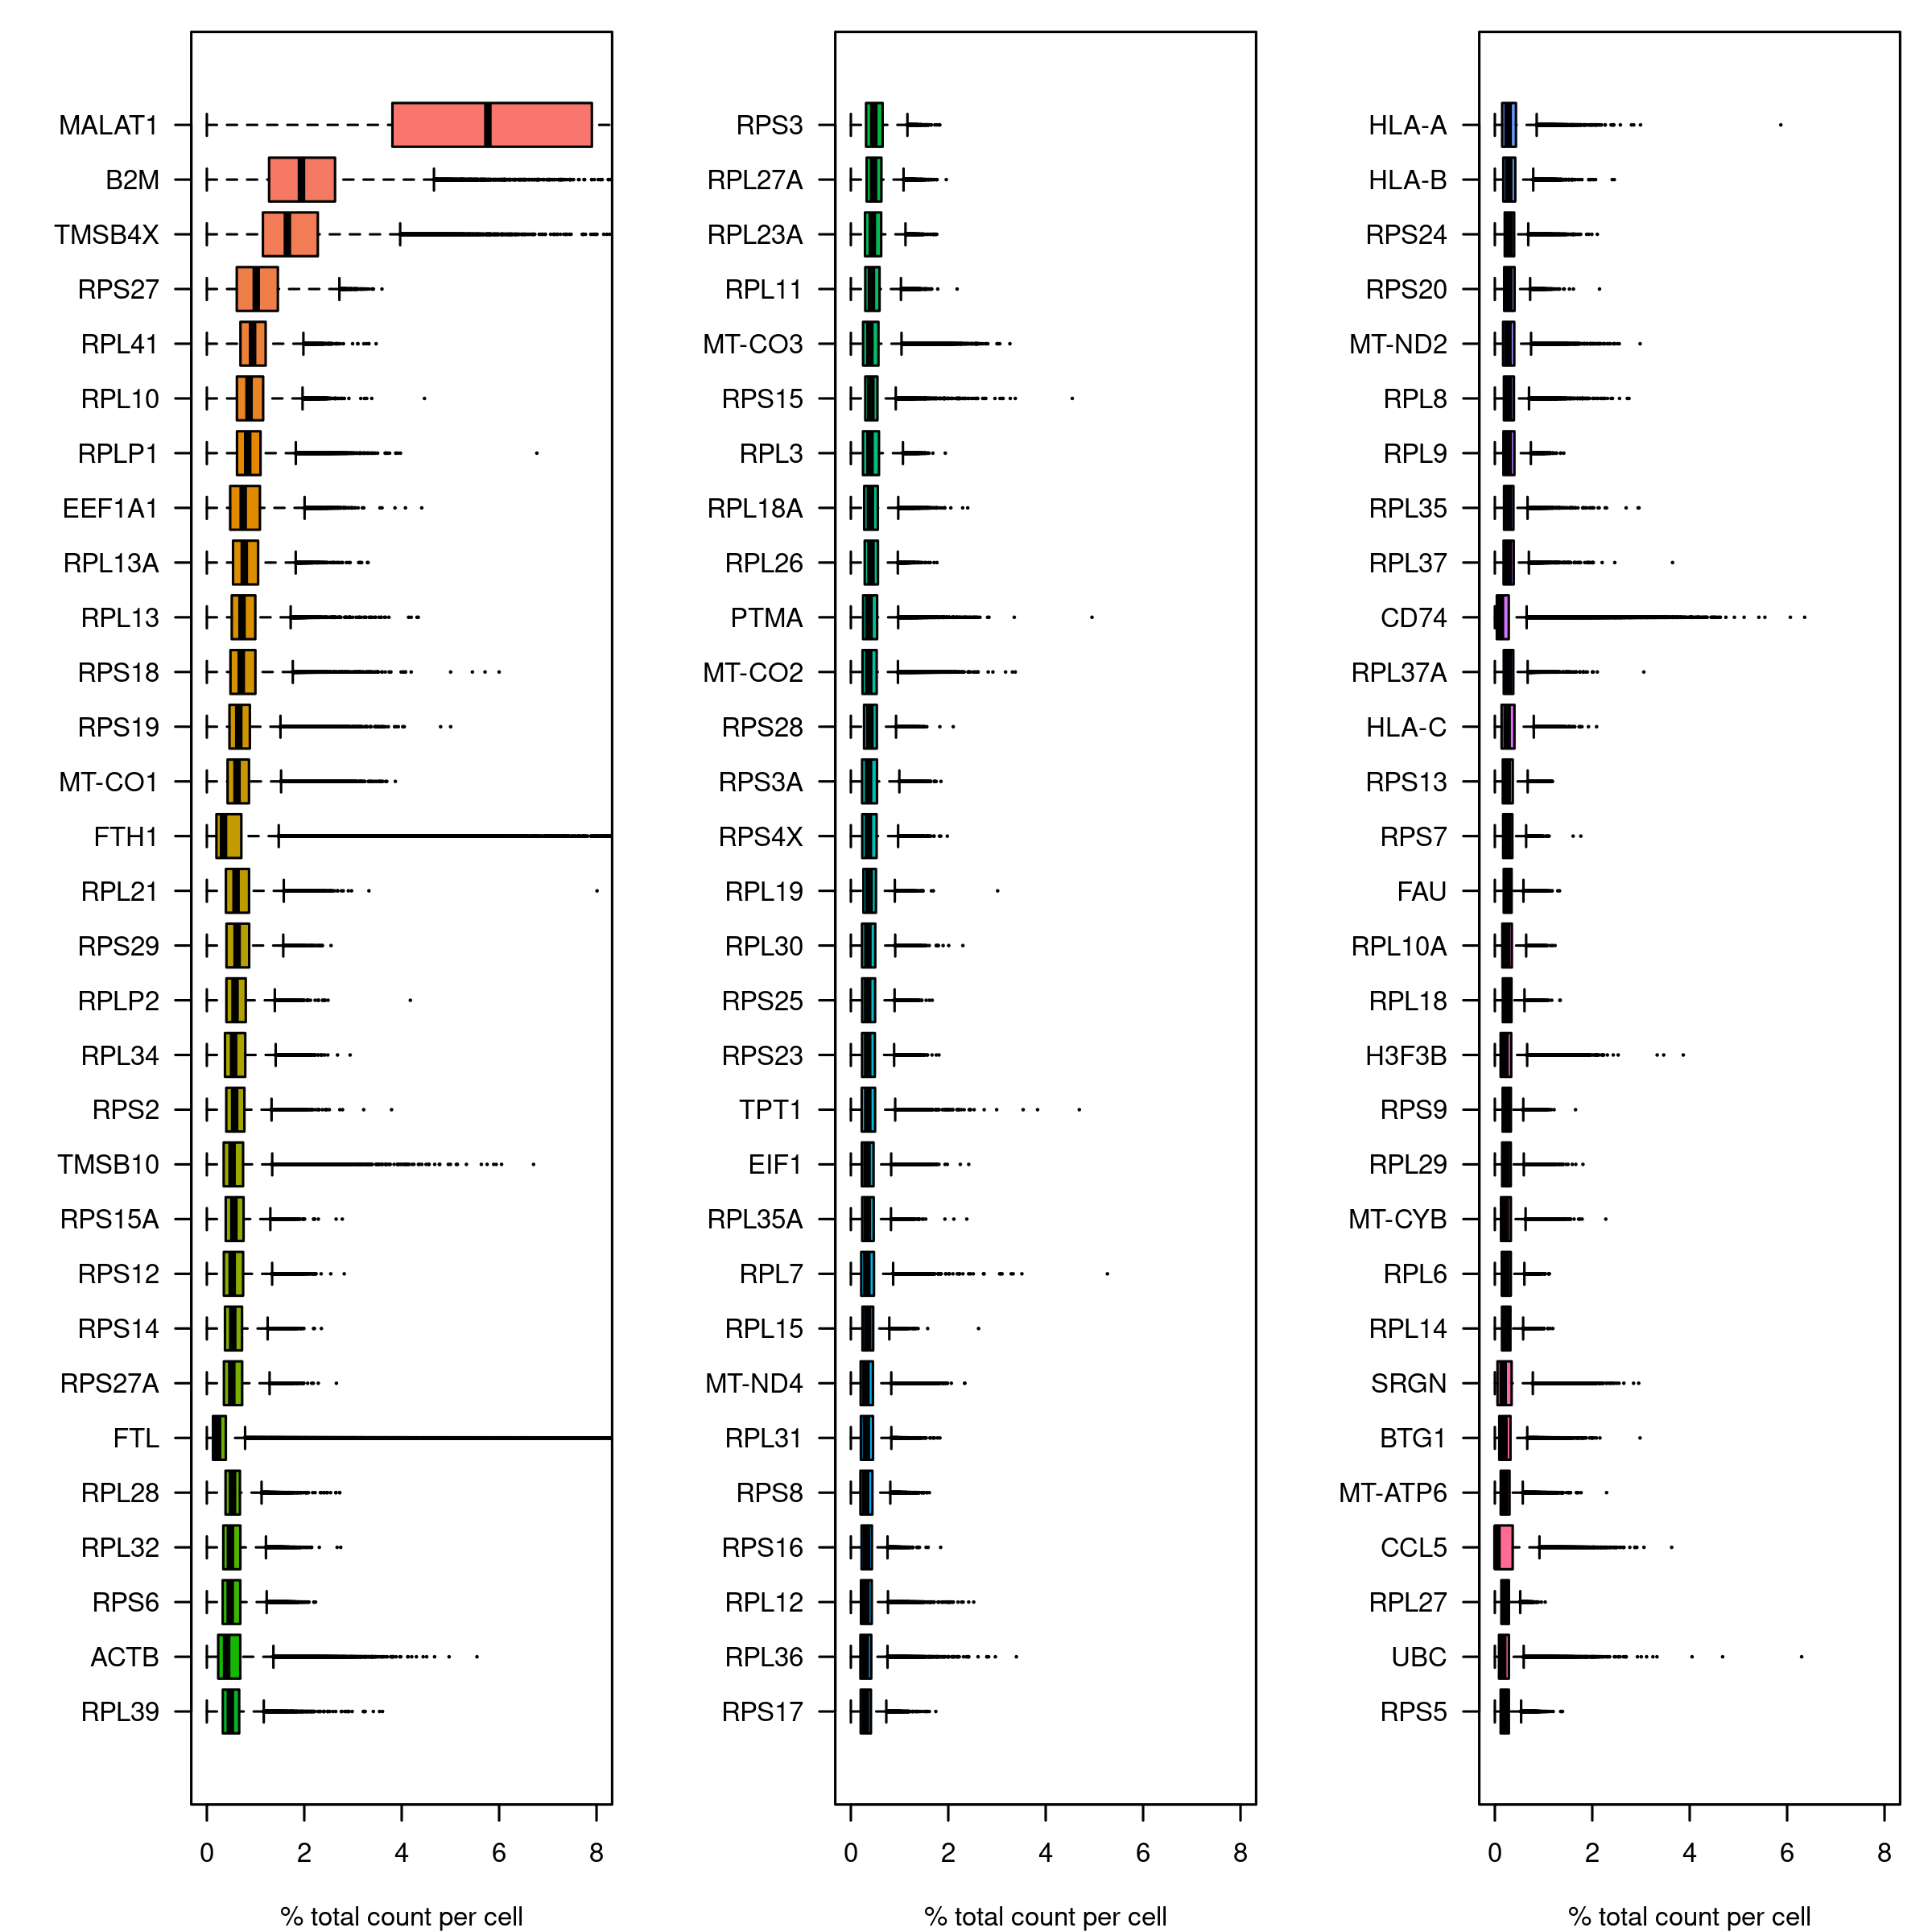 MALAT1
B2M
TMSB4X
RPS27
RPL41
RPL10
RPLP1
EEF1A1
RPL13A
RPL13
RPS18
RPS19
MT-CO1
FTH1
RPL21
RPS29
RPLP2
RPL34
RPS2
TMSB10
RPS15A
RPS12
RPS14
RPS27A
FTL
RPL28
RPL32
RPS6
ACTB
RPL39
0 2 4 6 8
% total count per cell
RPS3
RPL27A
RPL23A
RPL11
MT-CO3
RPS15
RPL3
RPL18A
RPL26
PTMA
MT-CO2
RPS28
RPS3A
RPS4X
RPL19
RPL30
RPS25
RPS23
TPT1
EIF1
RPL35A
RPL7
RPL15
MT-ND4
RPL31
RPS8
RPS16
RPL12
RPL36
RPS17
0 2 4 6 8
% total count per cell
HLA-A
HLA-B
RPS24
RPS20
MT-ND2
RPL8
RPL9
RPL35
RPL37
CD74
RPL37A
HLA-C
RPS13
RPS7
FAU
RPL10A
RPL18
H3F3B
RPS9
RPL29
MT-CYB
RPL6
RPL14
SRGN
BTG1
MT-ATP6
CCL5
RPL27
UBC
RPS5
0 2 4 6 8
% total count per cell